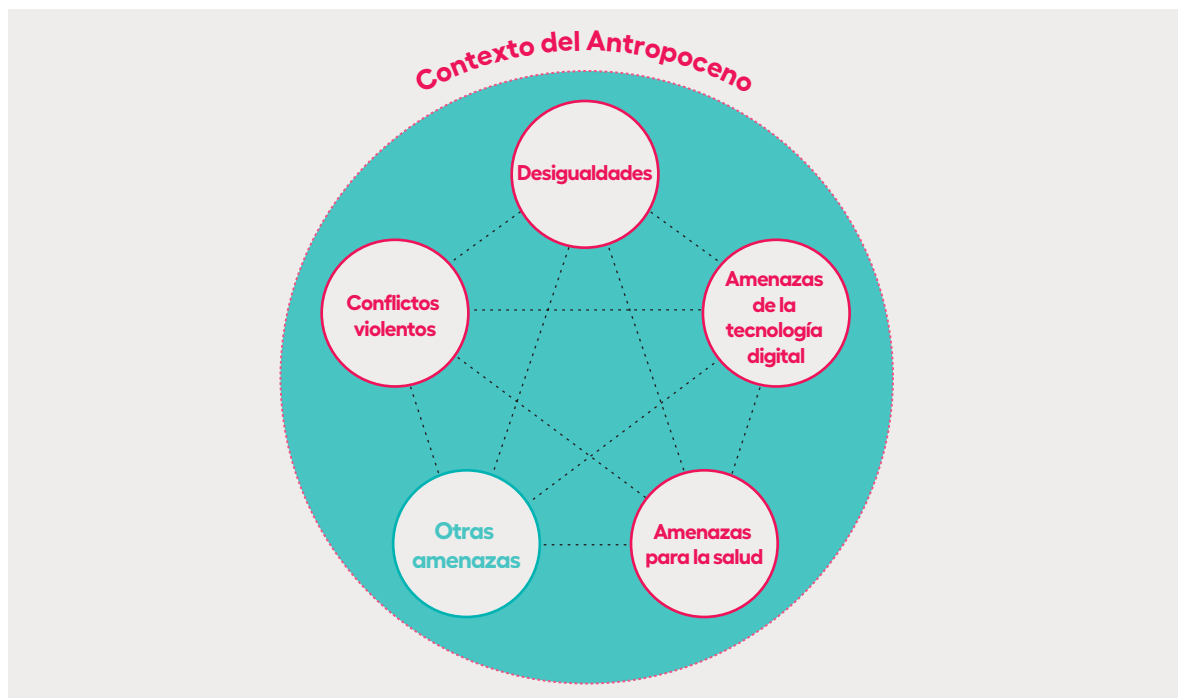 Contexto del Antropoceno
Desigualdades
Conflictos
violentos
Amenazas
de la
tecnología
digital
Otras
amenazas
Amenazas
para la salud